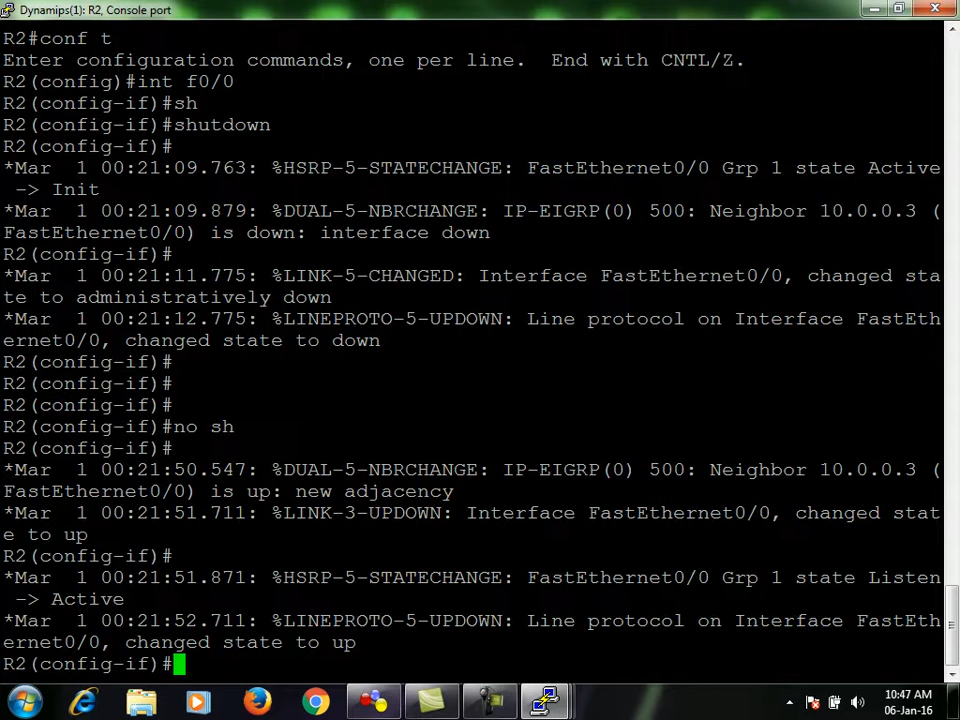 Dynamips(1): R2, Console port
R2#conf t
Enter configuration commands, one per line.  End with CNTL/Z.
R2(config)#int f0/0
R2(config-if)#sh
R2(config-if)#shutdown
R2(config-if)#
*Mar  1 00:21:09.763: %HSRP-5-STATECHANGE: FastEthernet0/0 Grp 1 state Active
 -> Init
*Mar  1 00:21:09.879: %DUAL-5-NBRCHANGE: IP-EIGRP(0) 500: Neighbor 10.0.0.3 (
FastEthernet0/0) is down: interface down
R2(config-if)#
*Mar  1 00:21:11.775: %LINK-5-CHANGED: Interface FastEthernet0/0, changed sta
te to administratively down
*Mar  1 00:21:12.775: %LINEPROTO-5-UPDOWN: Line protocol on Interface FastEth
ernet0/0, changed state to down
R2(config-if)#
R2(config-if)#
R2(config-if)#
R2(config-if)#no sh
R2(config-if)#
*Mar  1 00:21:50.547: %DUAL-5-NBRCHANGE: IP-EIGRP(0) 500: Neighbor 10.0.0.3 (
FastEthernet0/0) is up: new adjacency
*Mar  1 00:21:51.711: %LINK-3-UPDOWN: Interface FastEthernet0/0, changed stat
e to up
R2(config-if)#
*Mar  1 00:21:51.871: %HSRP-5-STATECHANGE: FastEthernet0/0 Grp 1 state Listen
 -> Active
*Mar  1 00:21:52.711: %LINEPROTO-5-UPDOWN: Line protocol on Interface FastEth
ernet0/0, changed state to up
R2(config-if)#
10:47 AM
06-Jan-16